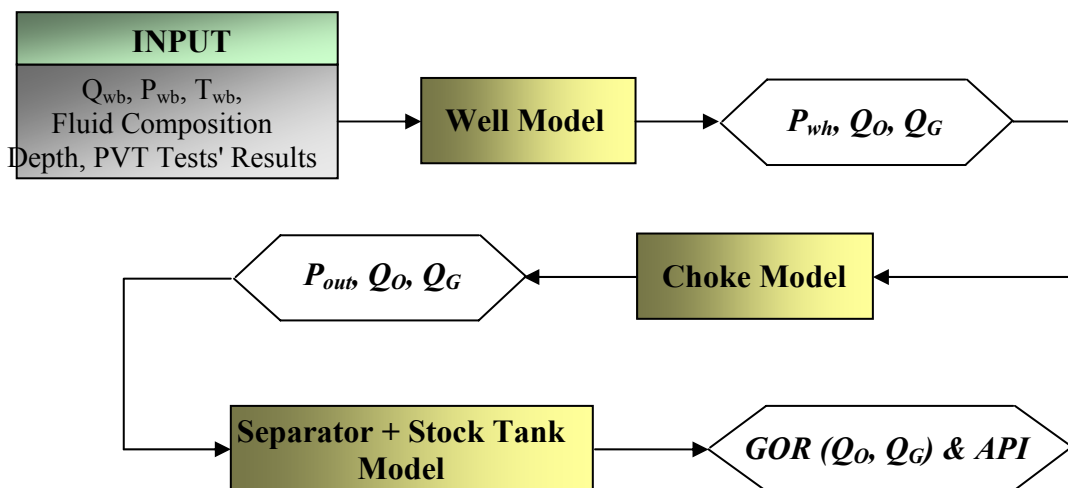 INPUT
Qwb, Pwb, Twb,
Fluid Composition
Depth, PVT Tests' Results
Well Model
Pwh, QO, QG
Pout, QO, QG
Choke Model
Separator + Stock Tank
Model
GOR (QO, QG) & API